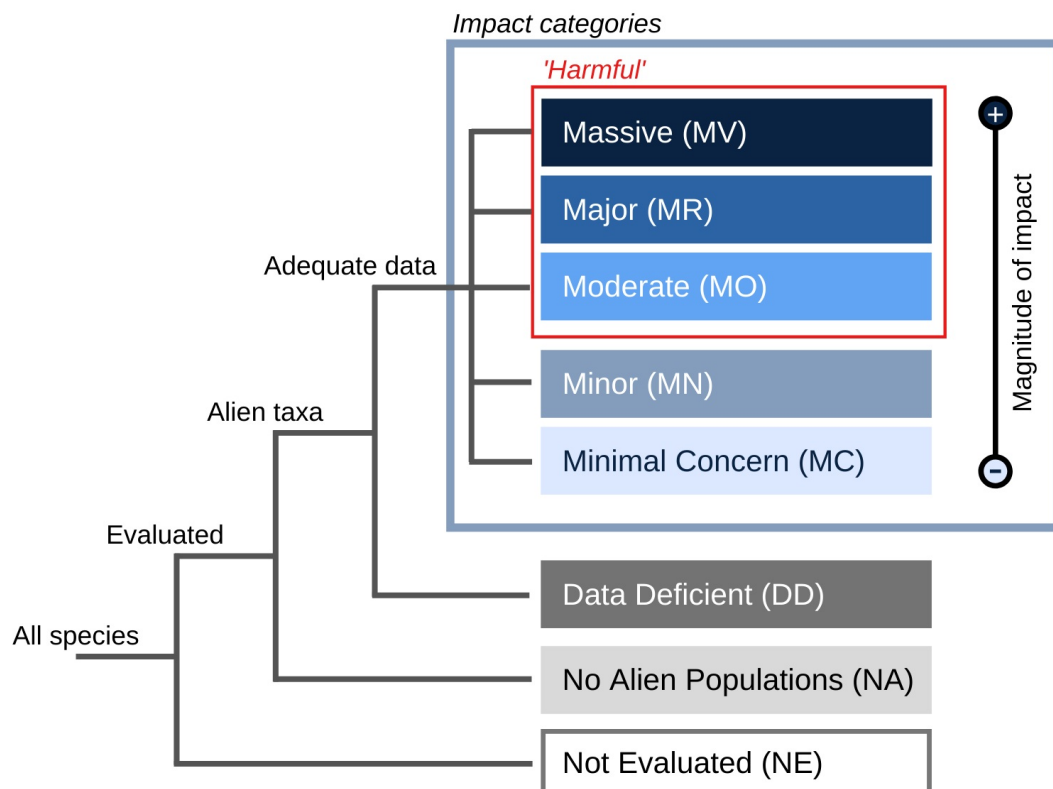 Impact categories
'Harmful'
Massive (MV)
+
Major (MR)
Moderate (MO)
Adequate data
Magnitude of impact
Minor (MN)
Alien taxa
Minimal Concern (MC)
-
Evaluated
Data Deficient (DD)
All species
No Alien Populations (NA)
Not Evaluated (NE)